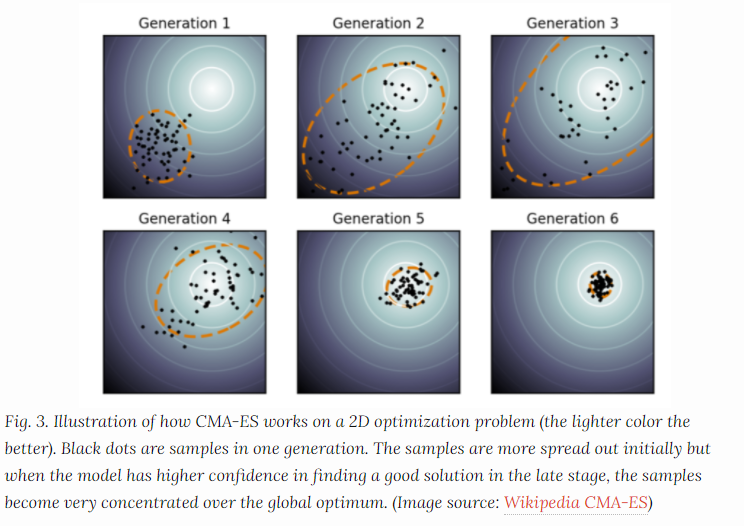 Generation 1
Generation 2
Generation 3
Generation 4
Generation 5
Generation 6
Fig. 3. Illustration of how CMA-ES works on a 2D optimization problem (the lighter color the
better). Black dots are samples in one generation. The samples are more spread out initially but
when the model has higher confidence in finding a good solution in the late stage, the samples
become very concentrated over the global optimum. (Image source: Wikipedia CMA-ES)